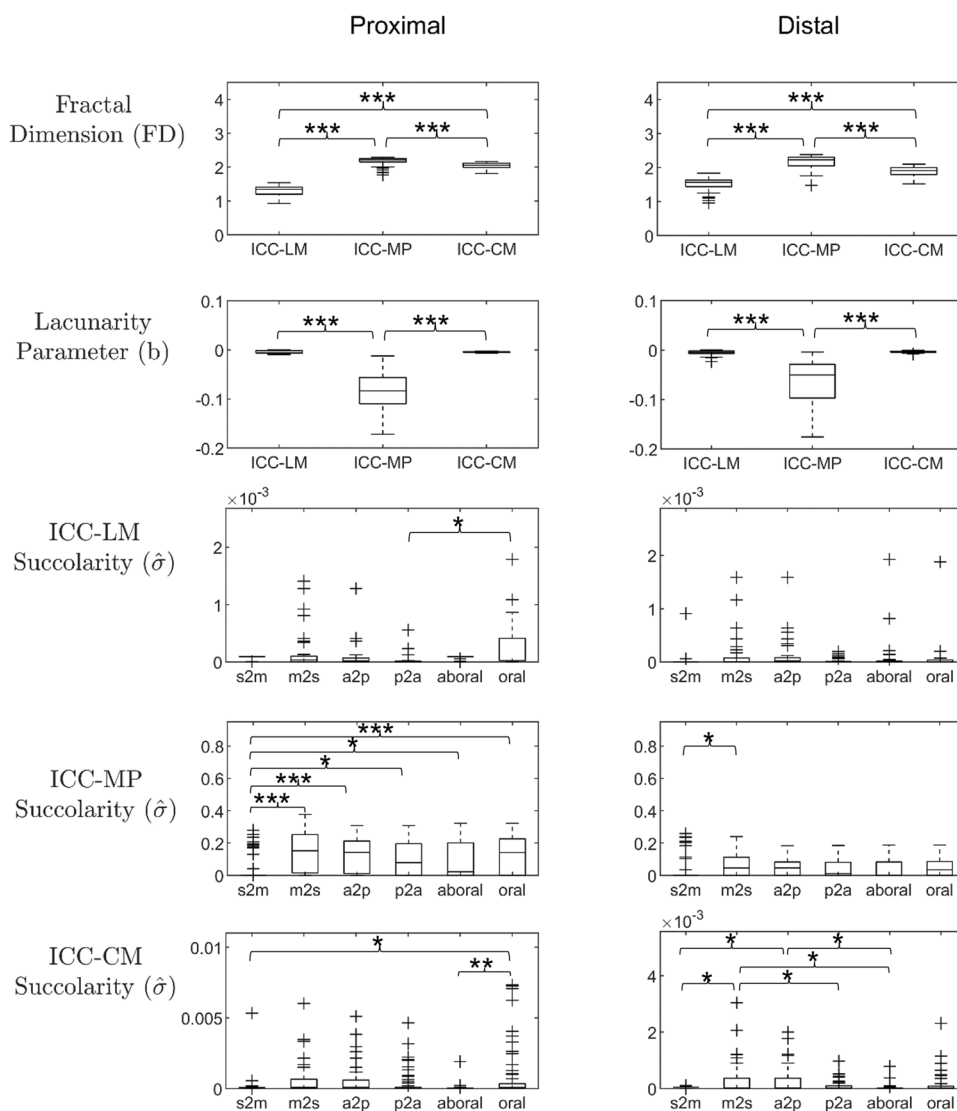 Proximal Distal
Fractal
Dimension (FD)
4
3
2
1
0
*** *** ***
ICC-LM ICC-MP ICC-CM
4
3
2
1
0
*** *** ***
ICC-LM ICC-MP ICC-CM
Lacunarity
Parameter (b)
0.1
0
-0.1
-0.2
*** ***
ICC-LM ICC-MP ICC-CM
0.1
0
-0.1
-0.2
*** ***
ICC-LM ICC-MP ICC-CM
ICC-LM
Succolarity (σ̂)
×10⁻³
2
1
0
*
s2m m2s a2p p2a aboral oral
×10⁻³
2
1
0
s2m m2s a2p p2a aboral oral
ICC-MP
Succolarity (σ̂)
0.8
0.6
0.4
0.2
0
*** * * *** ***
s2m m2s a2p p2a aboral oral
0.8
0.6
0.4
0.2
0
*
s2m m2s a2p p2a aboral oral
ICC-CM
Succolarity (σ̂)
0.01
0.005
0
* **
s2m m2s a2p p2a aboral oral
×10⁻³
4
2
0
* * * * *
s2m m2s a2p p2a aboral oral